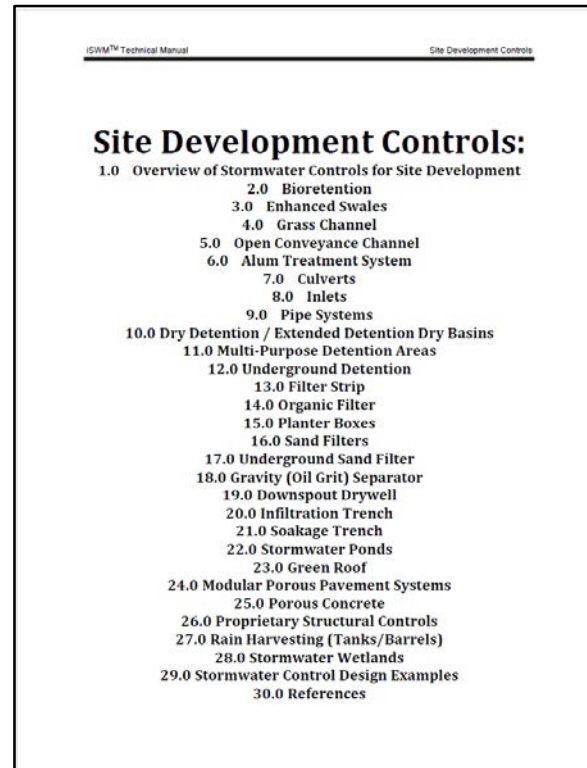 iSWM™ Technical Manual
Site Development Controls
Site Development Controls:
1.0 Overview of Stormwater Controls for Site Development
2.0 Bioretention
3.0 Enhanced Swales
4.0 Grass Channel
5.0 Open Conveyance Channel
6.0 Alum Treatment System
7.0 Culverts
8.0 Inlets
9.0 Pipe Systems
10.0 Dry Detention / Extended Detention Dry Basins
11.0 Multi-Purpose Detention Areas
12.0 Underground Detention
13.0 Filter Strip
14.0 Organic Filter
15.0 Planter Boxes
16.0 Sand Filters
17.0 Underground Sand Filter
18.0 Gravity (Oil Grit) Separator
19.0 Downspout Drywell
20.0 Infiltration Trench
21.0 Soakage Trench
22.0 Stormwater Ponds
23.0 Green Roof
24.0 Modular Porous Pavement Systems
25.0 Porous Concrete
26.0 Proprietary Structural Controls
27.0 Rain Harvesting (Tanks/Barrels)
28.0 Stormwater Wetlands
29.0 Stormwater Control Design Examples
30.0 References